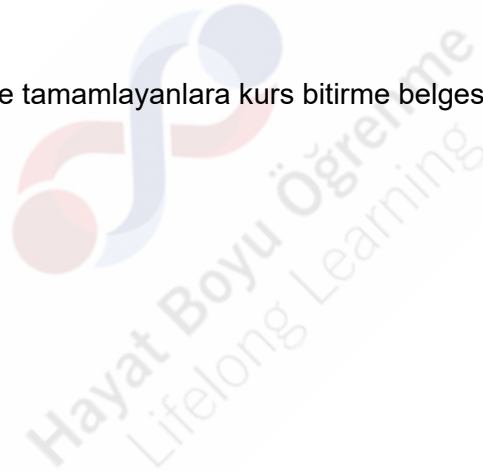 e tamamlayanlara kurs bitirme belges
Hayat Boyu Öğrenme
Lifelong Learning